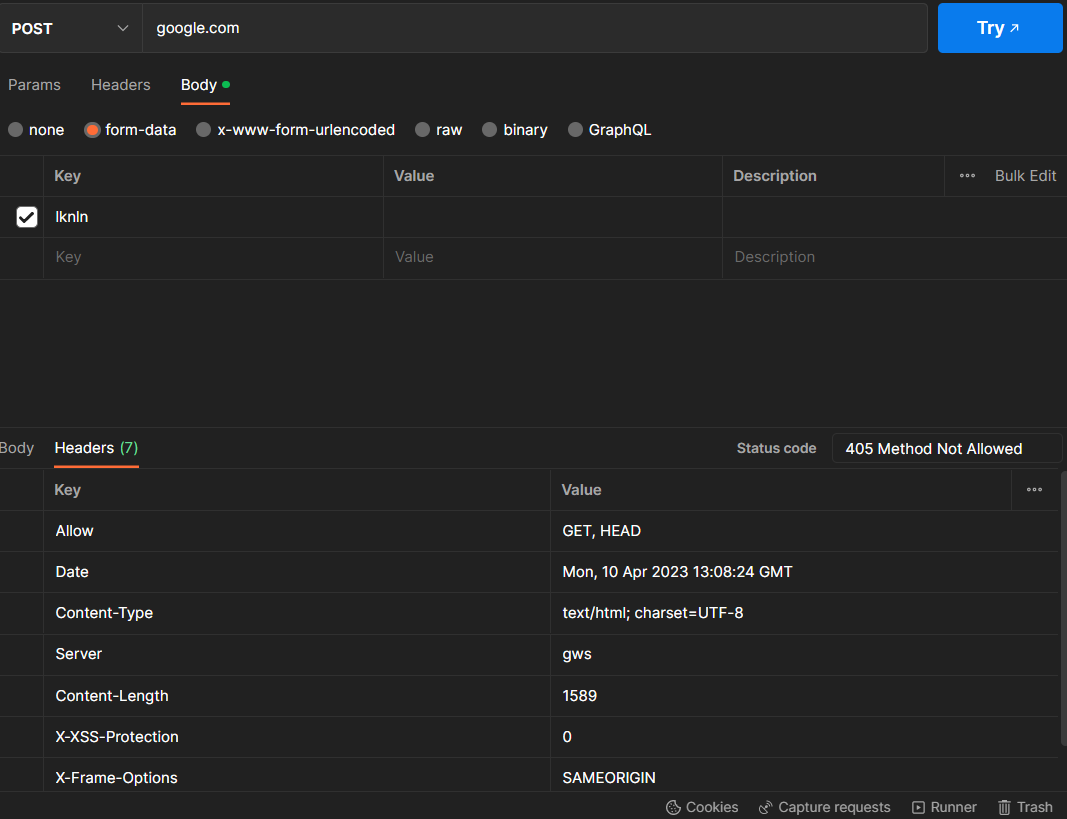 POST google.com Try ↗
Params Headers Body
none form-data x-www-form-urlencoded raw binary GraphQL
Key Value Description ooo Bulk Edit
lknln
Key Value Description
Body Headers (7) Status code 405 Method Not Allowed
Key Value ooo
Allow GET, HEAD
Date Mon, 10 Apr 2023 13:08:24 GMT
Content-Type text/html; charset=UTF-8
Server gws
Content-Length 1589
X-XSS-Protection 0
X-Frame-Options SAMEORIGIN
Cookies Capture requests Runner Trash